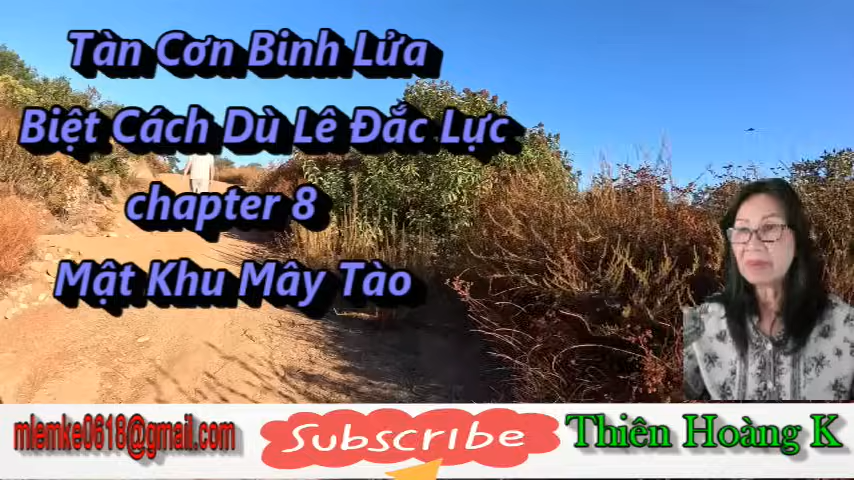 Tàn Cơn Binh Lửa
Biệt Cách Dù Lê Đắc Lực
chapter 8
Mật Khu Mây Tào
mlemke0618@gmail.com
Subscribe
Thiên Hoàng K